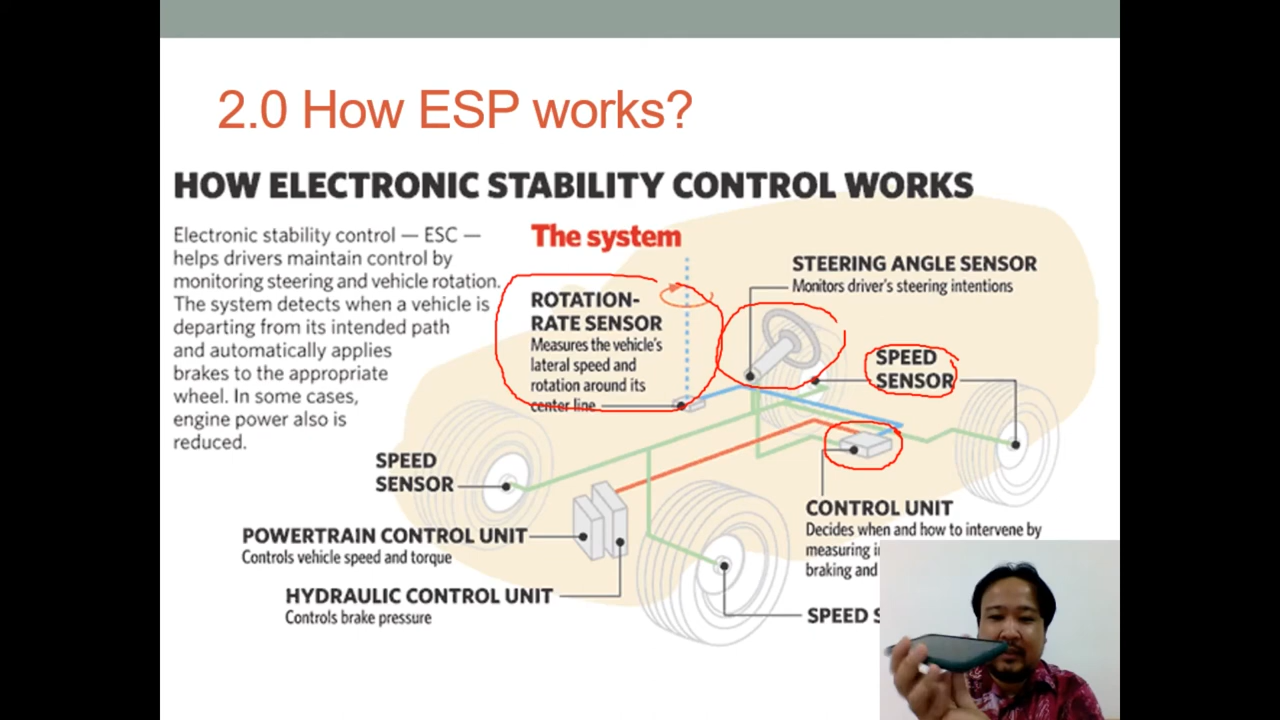 2.0 How ESP works?
HOW ELECTRONIC STABILITY CONTROL WORKS
Electronic stability control — ESC —
helps drivers maintain control by
monitoring steering and vehicle rotation.
The system detects when a vehicle is
departing from its intended path
and automatically applies
brakes to the appropriate
wheel. In some cases,
engine power also is
reduced.
The system
ROTATION-
RATE SENSOR
Measures the vehicle's
lateral speed and
rotation around its
center line
STEERING ANGLE SENSOR
Monitors driver's steering intentions
SPEED
SENSOR
SPEED
SENSOR
POWERTRAIN CONTROL UNIT
Controls vehicle speed and torque
HYDRAULIC CONTROL UNIT
Controls brake pressure
CONTROL UNIT
Decides when and how to intervene by
measuring
braking and
SPEED